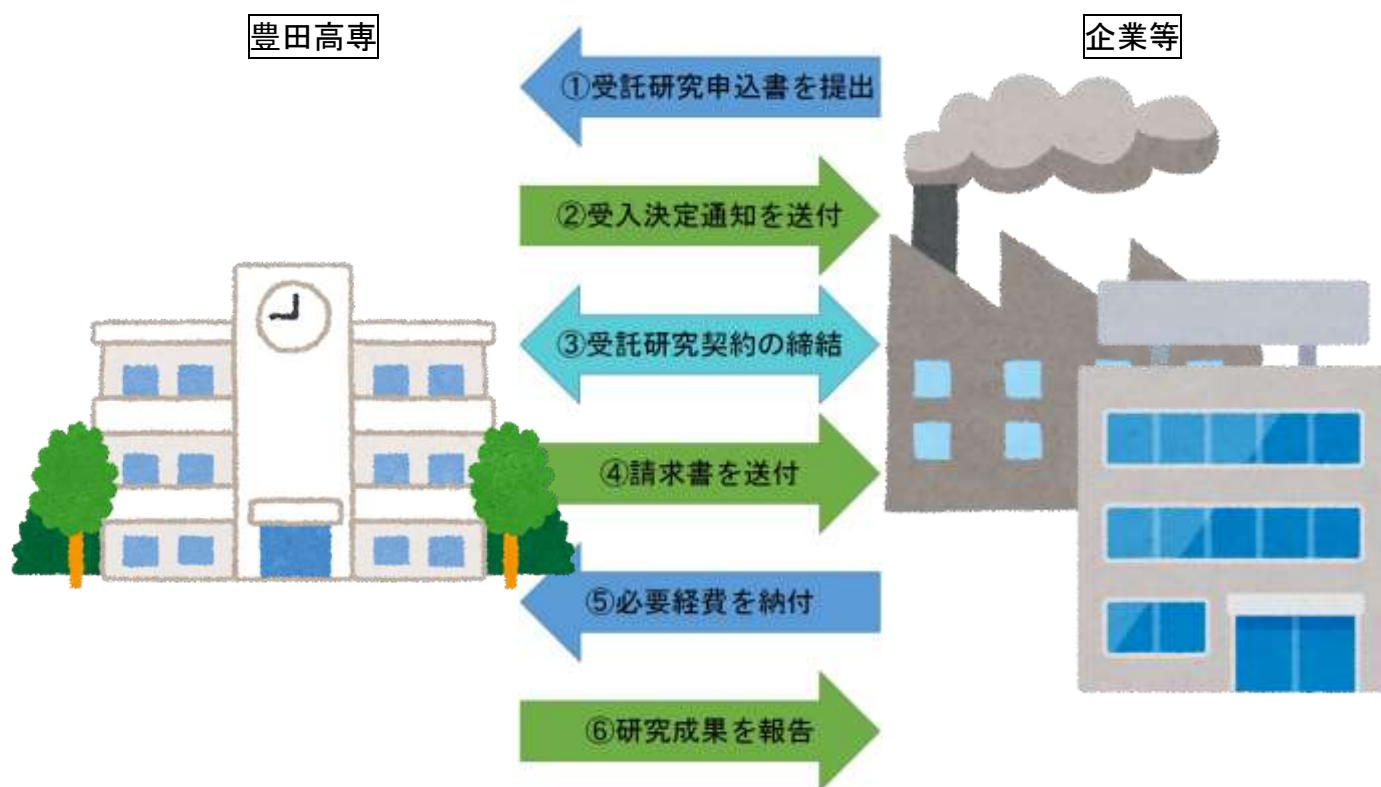 豊田高専
企業等
①受託研究申込書を提出
②受入決定通知を送付
③受託研究契約の締結
④請求書を送付
⑤必要経費を納付
⑥研究成果を報告